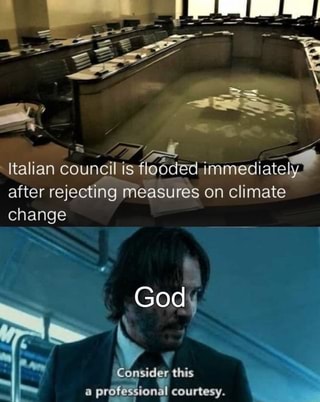 Italian council is flooded immediately
after rejecting measures on climate
change
God
Consider this
a professional courtesy.